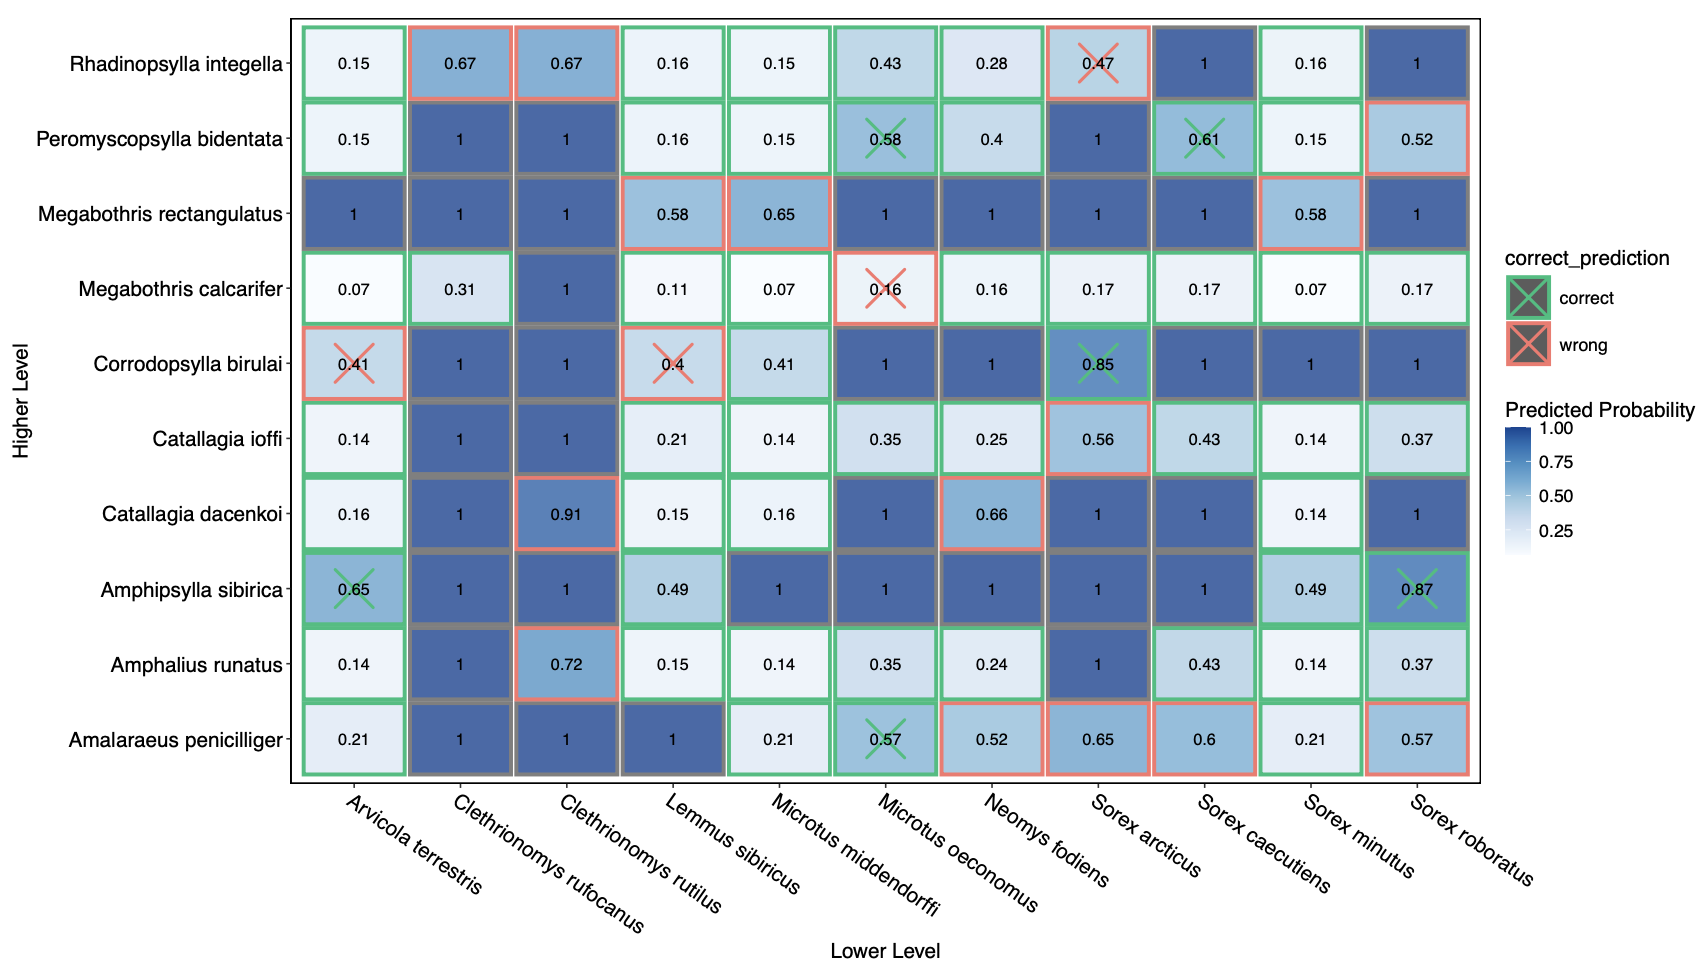 Rhadinopsylla integella 0.15 0.67 0.67 0.16 0.15 0.43 0.28 0.47 1 0.16 1
Peromyscopsylla bidentata 0.15 1 1 0.16 0.15 0.58 0.4 1 0.61 0.15 0.52
Megabothris rectangulatus 1 1 1 0.58 0.65 1 1 1 1 0.58 1
Megabothris calcarifer 0.07 0.31 1 0.11 0.07 0.16 0.16 0.17 0.17 0.07 0.17
Corrodopsylla birulai 0.41 1 1 0.4 0.41 1 1 0.85 1 1 1
Catallagia ioffi 0.14 1 1 0.21 0.14 0.35 0.25 0.56 0.43 0.14 0.37
Catallagia dacenkoi 0.16 1 0.91 0.15 0.16 1 0.66 1 1 0.14 1
Amphipsylla sibirica 0.65 1 1 0.49 1 1 1 1 1 0.49 0.87
Amphalius runatus 0.14 1 0.72 0.15 0.14 0.35 0.24 1 0.43 0.14 0.37
Amalaraeus penicilliger 0.21 1 1 1 0.21 0.57 0.52 0.65 0.6 0.21 0.57
Higher Level
Arvicola terrestris
Clethrionomys rufocanus
Clethrionomys rutilus
Lemmus sibiricus
Microtus middendorffi
Microtus oeconomus
Neomys fodiens
Sorex arcticus
Sorex caecutiens
Sorex minutus
Sorex roboratus
Lower Level
correct_prediction
correct
wrong
Predicted Probability
1.00
0.75
0.50
0.25